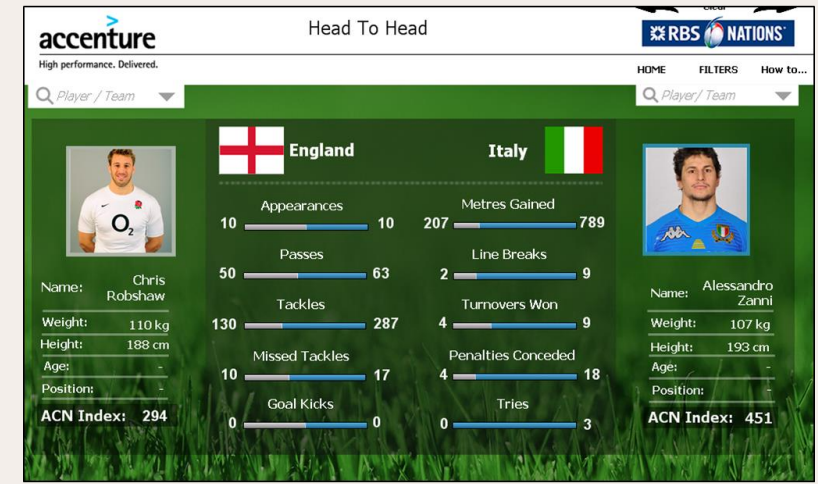 accenture
High performance. Delivered.
Head To Head
RBS 6 NATIONS
HOME FILTERS How to...
Player / Team
Player/ Team
England
Italy
Appearances
10 10
Passes
50 63
Tackles
130 287
Missed Tackles
10 17
Goal Kicks
0 0
Metres Gained
207 789
Line Breaks
2 9
Turnovers Won
4 9
Penalties Conceded
4 18
Tries
0 3
O2
Name: Chris
Robshaw
Weight: 110 kg
Height: 188 cm
Age: -
Position: -
ACN Index: 294
Name: Alessandro
Zanni
Weight: 107 kg
Height: 193 cm
Age: -
Position: -
ACN Index: 451